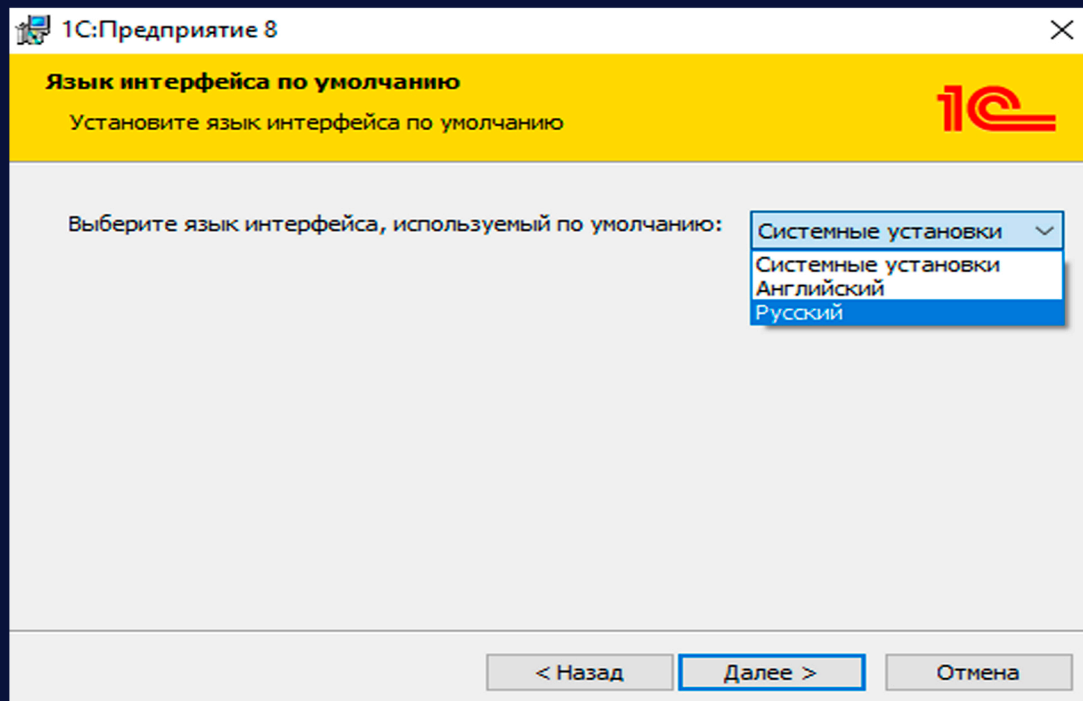 1С:Предприятие 8
Язык интерфейса по умолчанию
Установите язык интерфейса по умолчанию
1С
Выберите язык интерфейса, используемый по умолчанию:
Системные установки
Системные установки
Английский
Русский
< Назад
Далее >
Отмена